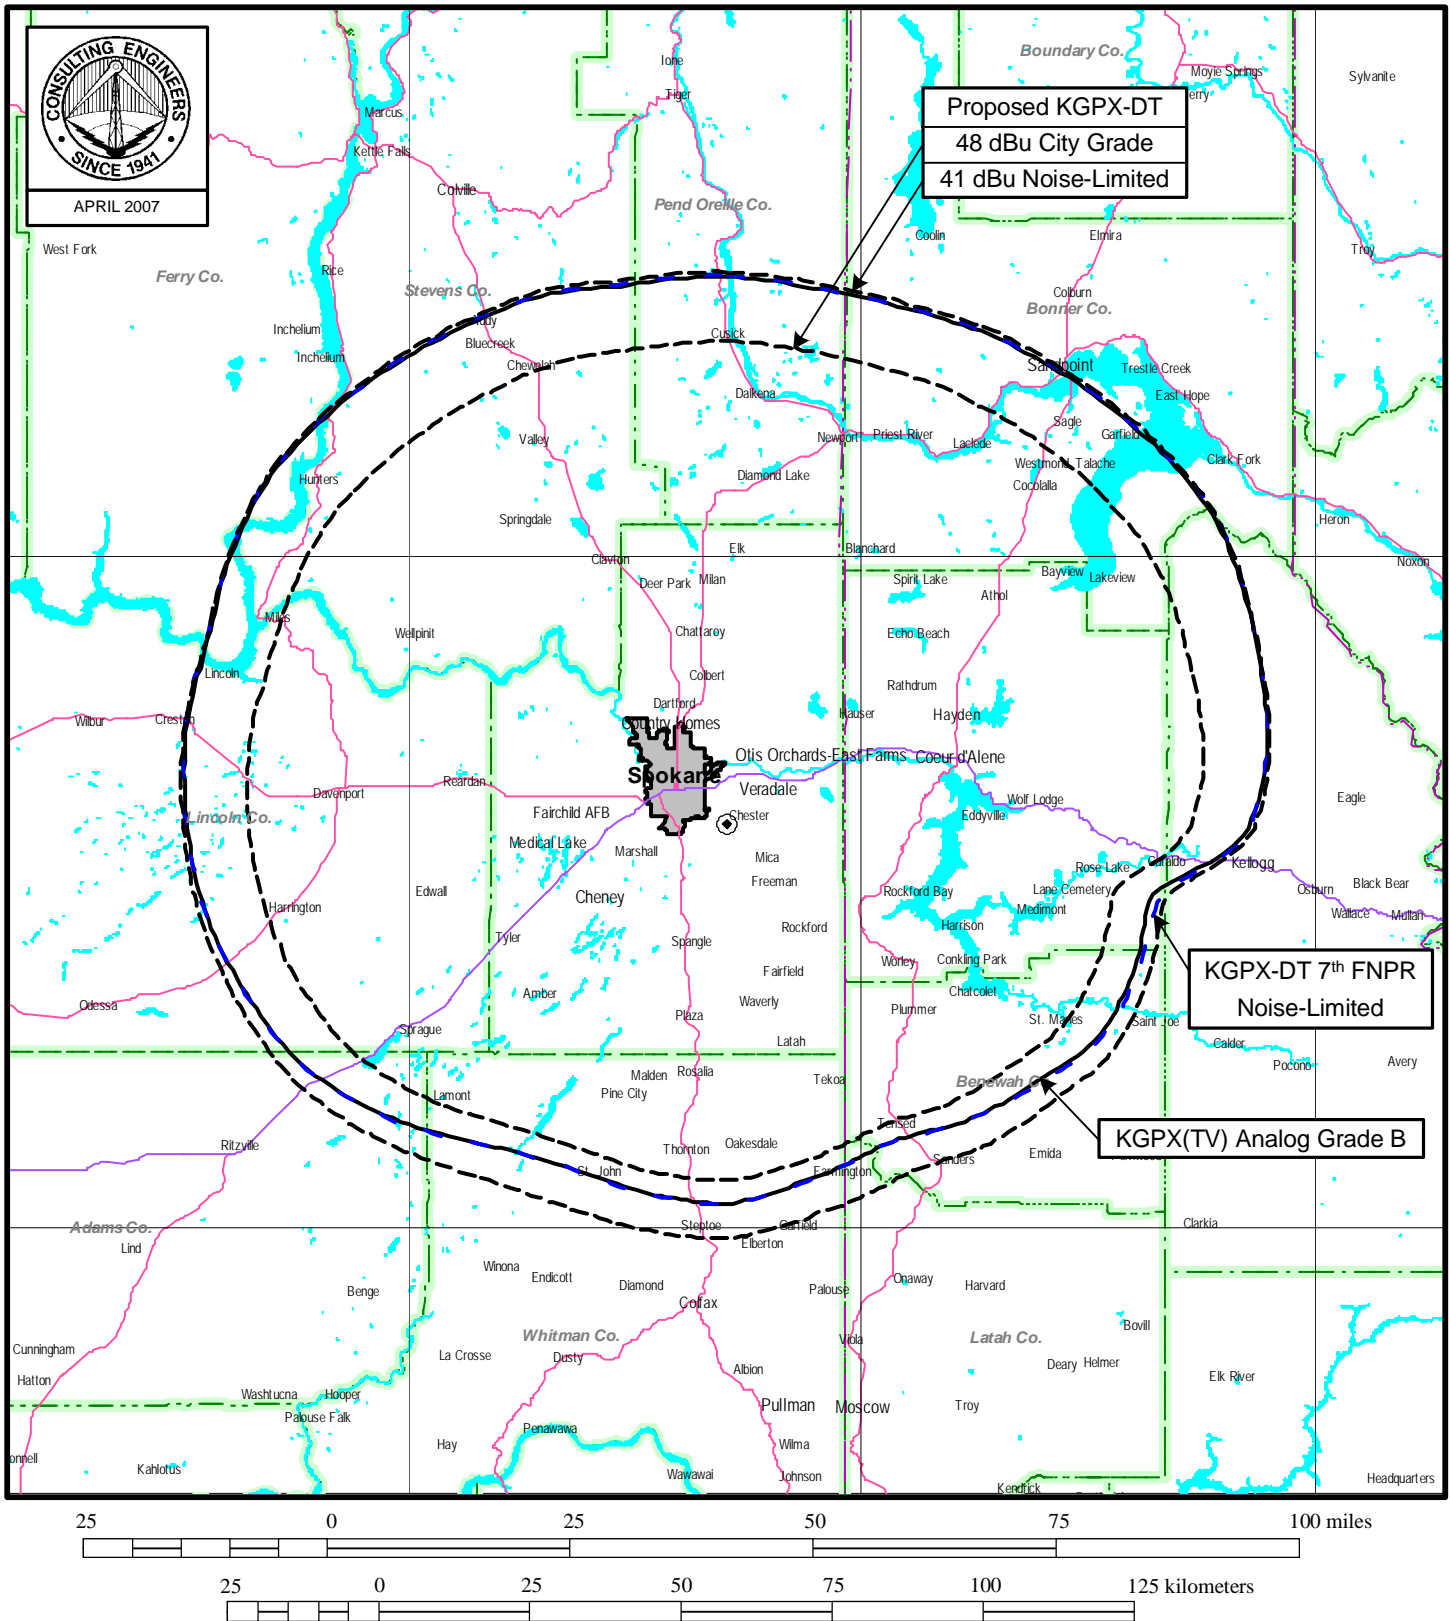 CONSULTING ENGINEERS
SINCE 1941
APRIL 2007
Boundary Co.
Ione
Moyie Springs
Sylvanite
Tiger
Proposed KGPX-DT
48 dBu City Grade
41 dBu Noise-Limited
Marcus
Kettle Falls
Colville
Pend Oreille Co.
West Fork
Coolin
Elmira
Troy
Ferry Co.
Rice
Stevens Co.
Colburn
Bonner Co.
Inchelium
Addy
Cusick
Bluecreek
Inchelium
Chewelah
Sandpoint
Trestle Creek
Dalkena
East Hope
Sagle
Valley
Newport
Priest River
Laclede
Garfield
Westmond
Talache
Clark Fork
Hunters
Diamond Lake
Cocolalla
Springdale
Heron
Elk
Blanchard
Clayton
Noxon
Deer Park
Milan
Spirit Lake
Bayview
Lakeview
Athol
Miles
Wellpinit
Chattaroy
Echo Beach
Lincoln
Colbert
Rathdrum
Dartford
Wilbur
Creston
Country Homes
Hauser
Hayden
Otis Orchards-East Farms
Coeur d'Alene
Spokane
Reardan
Davenport
Veradale
Wolf Lodge
Eagle
Lincoln Co.
Fairchild AFB
Chester
Eddyville
Medical Lake
Marshall
Mica
Rose Lake
Cataldo
Kellogg
Edwall
Freeman
Rockford Bay
Lane Cemetery
Osburn
Black Bear
Cheney
Harrington
Medimont
Wallace
Mullan
Tyler
Spangle
Rockford
Harrison
Fairfield
Worley
Conkling Park
KGPX-DT 7th FNPR
Noise-Limited
Odessa
Amber
Waverly
Chatcolet
Plummer
Plaza
St. Maries
Saint Joe
Sprague
Latah
Calder
Pocono
Avery
Malden
Rosalia
Tekoa
Benewah Co.
Lamont
Pine City
Tensed
KGPX(TV) Analog Grade B
Ritzville
Thornton
Oakesdale
Emida
Sanders
St. John
Farmington
Adams Co.
Steptoe
Garfield
Clarkia
Lind
Elberton
Winona
Endicott
Diamond
Onaway
Harvard
Benge
Palouse
Colfax
Bovill
Whitman Co.
Viola
Latah Co.
Cunningham
La Crosse
Dusty
Deary
Helmer
Hatton
Albion
Elk River
Washtucna
Hooper
Pullman
Moscow
Troy
Palouse Falk
Penawawa
Hay
Wilma
Kahlotus
Wawawai
Johnson
Headquarters
Kendrick
25 0 25 50 75 100 miles
25 0 25 50 75 100 125 kilometers